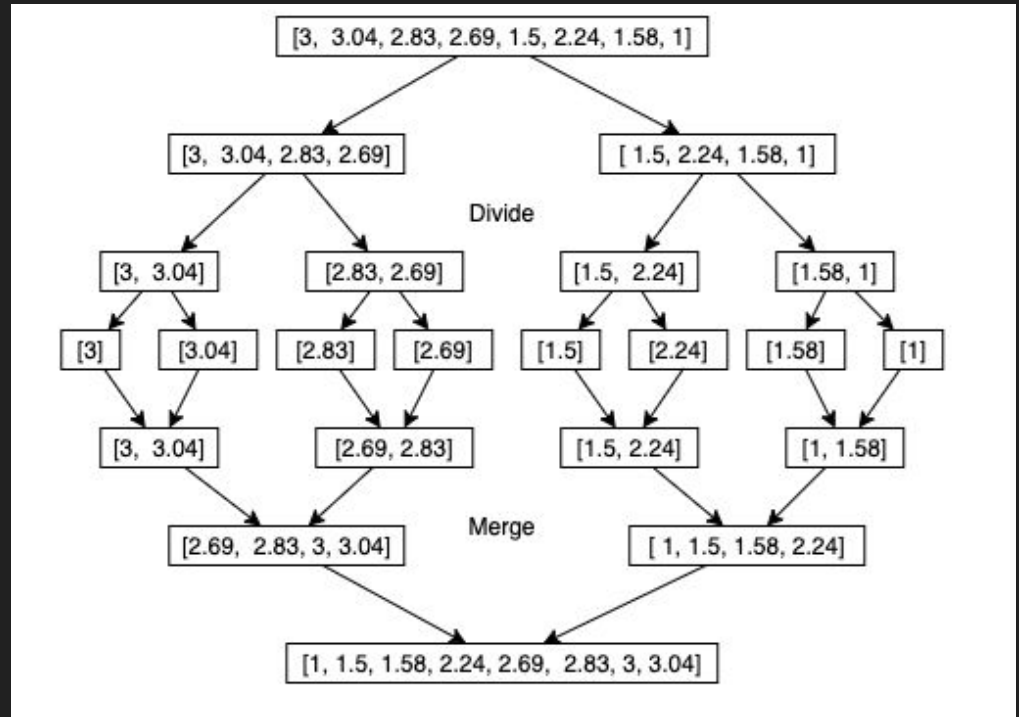 [3, 3.04, 2.83, 2.69, 1.5, 2.24, 1.58, 1]
[3, 3.04, 2.83, 2.69]
[ 1.5, 2.24, 1.58, 1]
Divide
[3, 3.04]
[2.83, 2.69]
[1.5, 2.24]
[1.58, 1]
[3]
[3.04]
[2.83]
[2.69]
[1.5]
[2.24]
[1.58]
[1]
[3, 3.04]
[2.69, 2.83]
[1.5, 2.24]
[1, 1.58]
Merge
[2.69, 2.83, 3, 3.04]
[ 1, 1.5, 1.58, 2.24]
[1, 1.5, 1.58, 2.24, 2.69, 2.83, 3, 3.04]